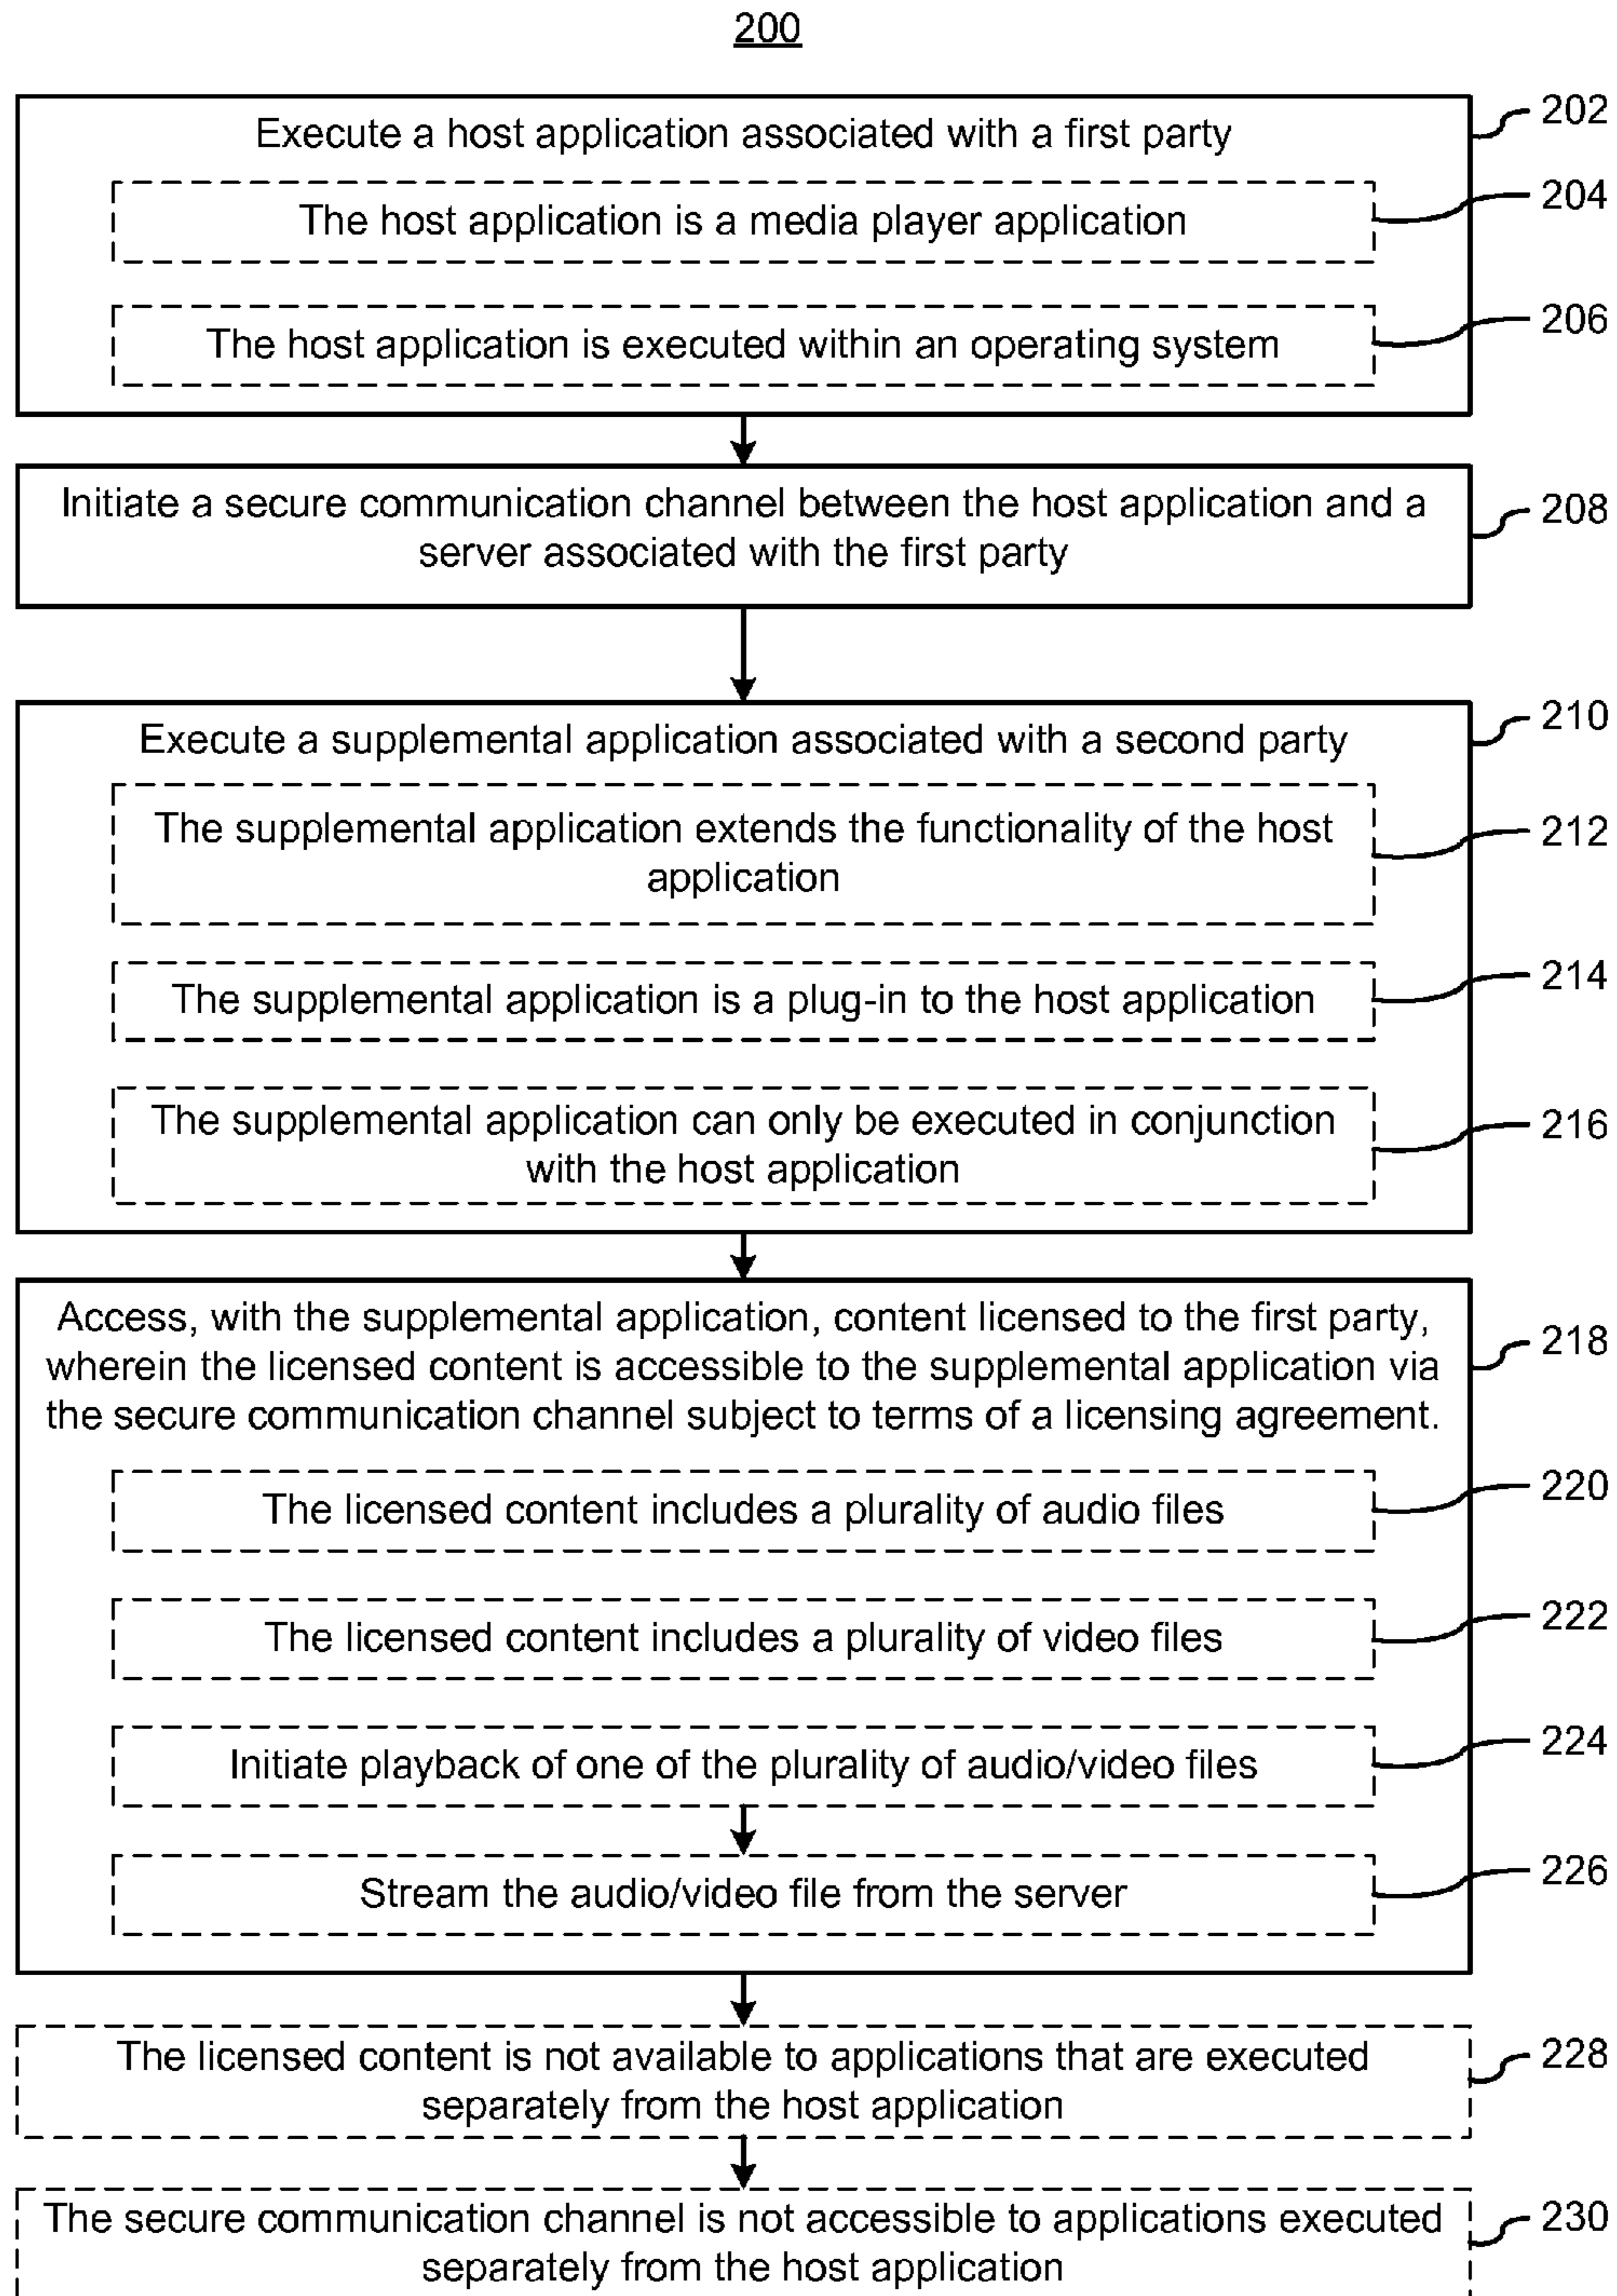 200
Execute a host application associated with a first party
202
The host application is a media player application
204
The host application is executed within an operating system
206
Initiate a secure communication channel between the host application and a
server associated with the first party
208
Execute a supplemental application associated with a second party
210
The supplemental application extends the functionality of the host
application
212
The supplemental application is a plug-in to the host application
214
The supplemental application can only be executed in conjunction
with the host application
216
Access, with the supplemental application, content licensed to the first party,
wherein the licensed content is accessible to the supplemental application via
the secure communication channel subject to terms of a licensing agreement.
218
The licensed content includes a plurality of audio files
220
The licensed content includes a plurality of video files
222
Initiate playback of one of the plurality of audio/video files
224
Stream the audio/video file from the server
226
The licensed content is not available to applications that are executed
separately from the host application
228
The secure communication channel is not accessible to applications executed
separately from the host application
230